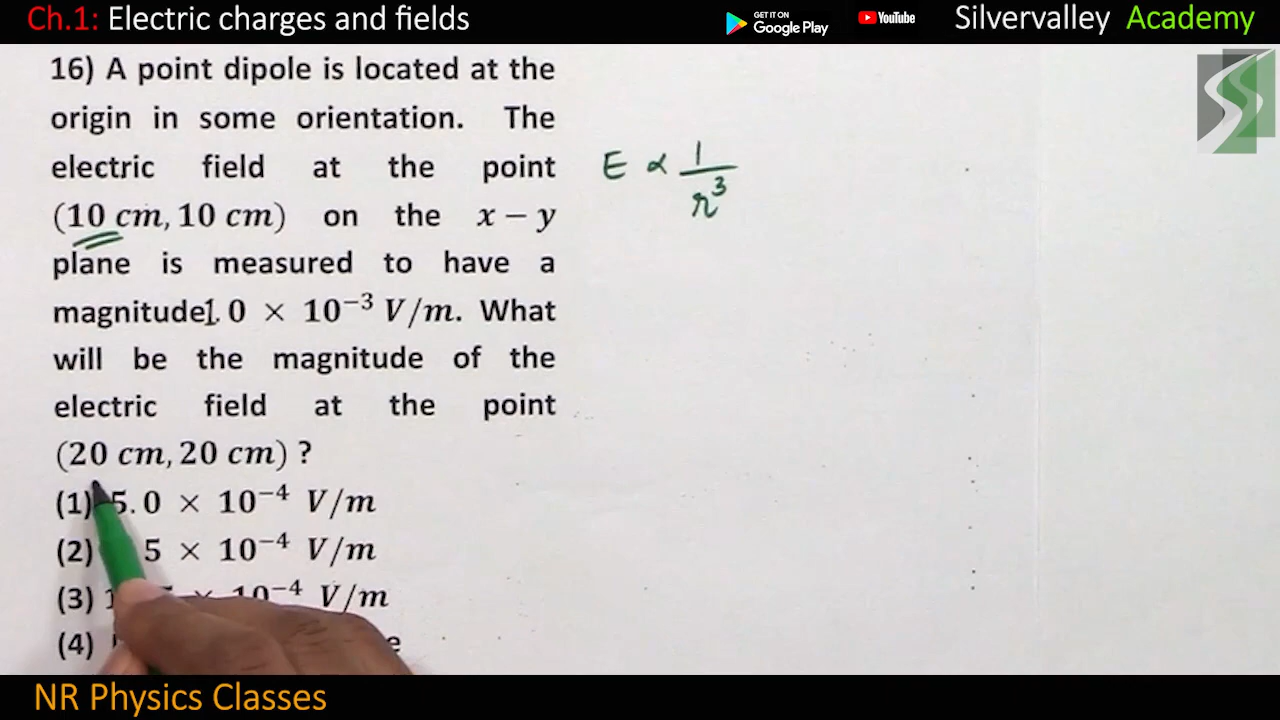 Ch.1: Electric charges and fields
GET IT ON
Google Play
YouTube
Silvervalley Academy
16) A point dipole is located at the
origin in some orientation. The
electric field at the point
(10 cm, 10 cm) on the x − y
plane is measured to have a
magnitude1.0 × 10⁻³ V/m. What
will be the magnitude of the
electric field at the point
(20 cm, 20 cm) ?
(1) 5.0 × 10⁻⁴ V/m
(2) 5 × 10⁻⁴ V/m
(3) × 10⁻⁴ V/m
(4)
E ∝ 1/r³
NR Physics Classes